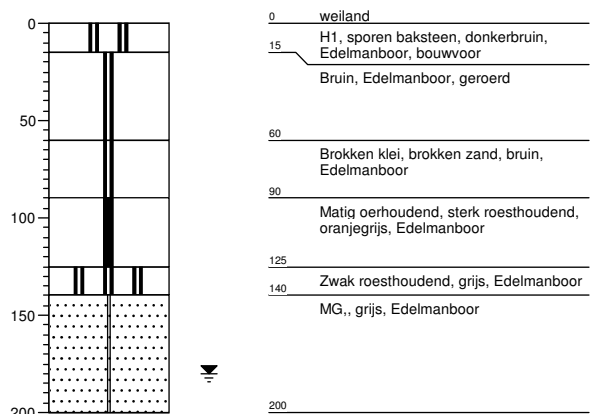 0
50
100
150
200
0 weiland
H1, sporen baksteen, donkerbruin,
15 Edelmanboor, bouwvoor
Bruin, Edelmanboor, geroerd
60
Brokken klei, brokken zand, bruin,
Edelmanboor
90
Matig oerhoudend, sterk roesthoudend,
oranjegrijs, Edelmanboor
125
Zwak roesthoudend, grijs, Edelmanboor
140
MG,, grijs, Edelmanboor
200